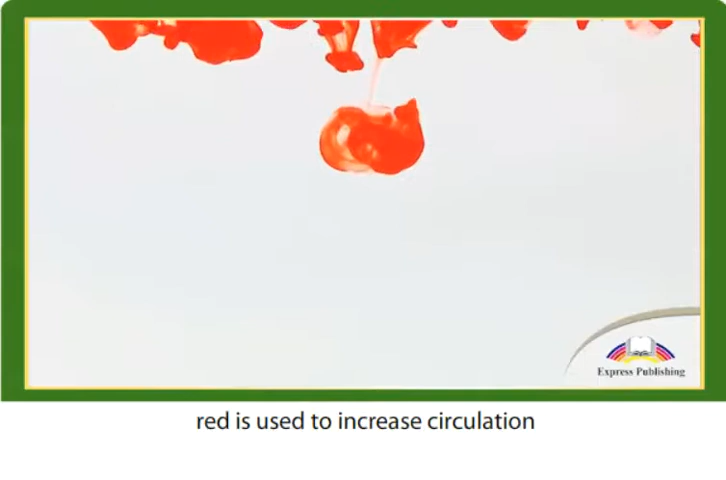 Express Publishing
red is used to increase circulation